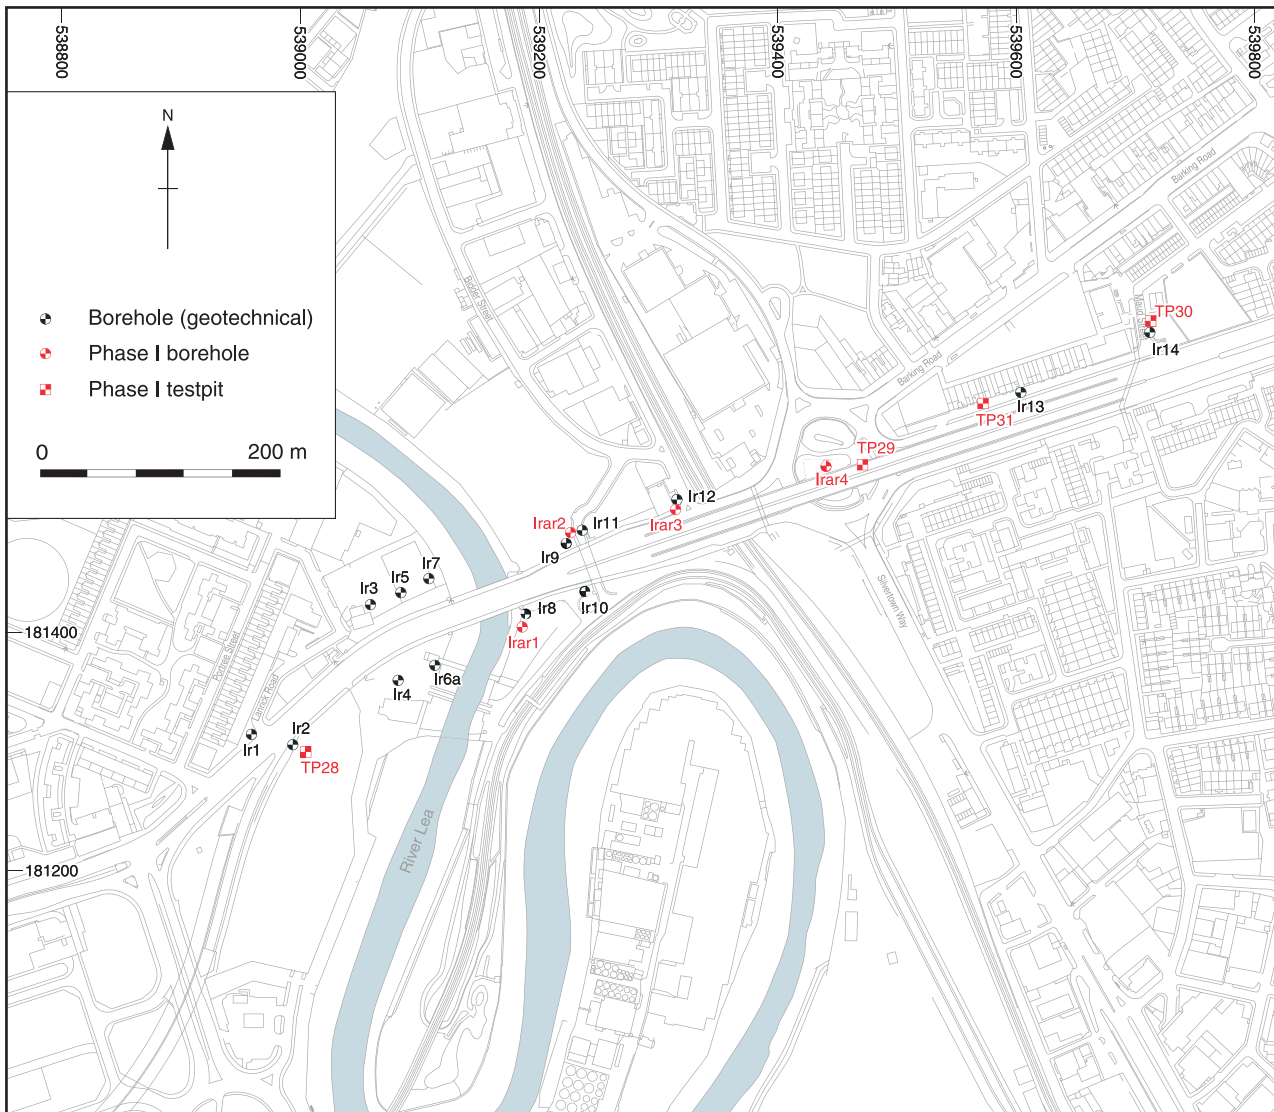 538800
539000
539200
539400
539600
539800
N
Borehole (geotechnical)
Phase I borehole
Phase I testpit
0
200 m
Barking Road
Bidder Street
Maud Street
TP30
Ir14
Barking Road
Ir13
TP31
TP29
Irar4
Ir12
Irar3
Irar2
Ir11
Ir9
Ir7
Ir5
Ir3
Ir10
Ir8
Irar1
Silvertown Way
181400
Portree Street
Lanrick Road
Ir6a
Ir4
Ir2
Ir1
TP28
River Lea
181200